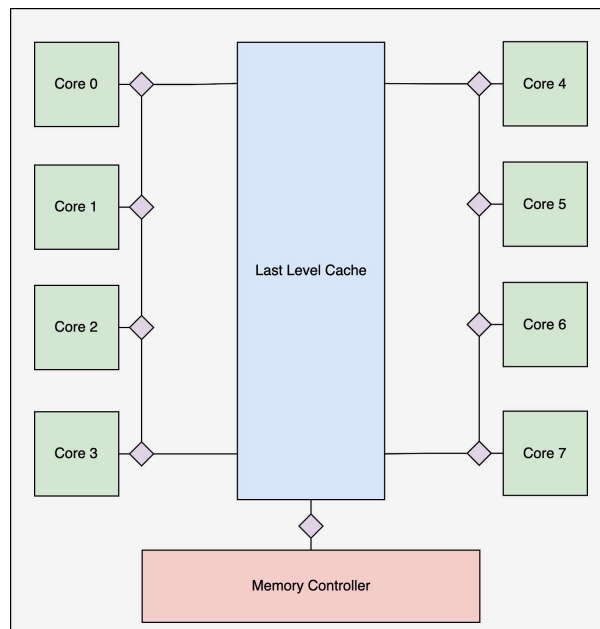 Core 0
Core 4
Core 1
Core 5
Last Level Cache
Core 2
Core 6
Core 3
Core 7
Memory Controller